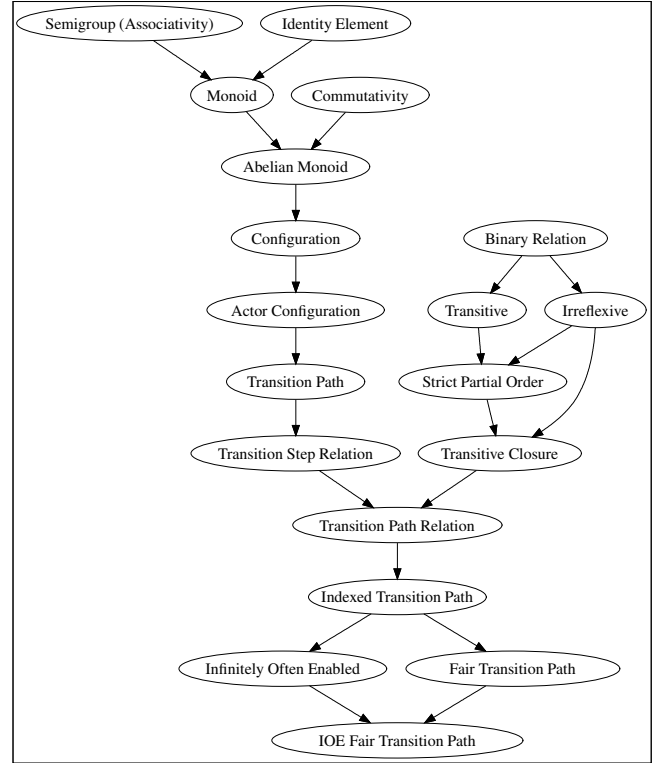 Semigroup (Associativity)
Identity Element
Monoid
Commutativity
Abelian Monoid
Configuration
Binary Relation
Actor Configuration
Transitive
Irreflexive
Transition Path
Strict Partial Order
Transition Step Relation
Transitive Closure
Transition Path Relation
Indexed Transition Path
Infinitely Often Enabled
Fair Transition Path
IOE Fair Transition Path